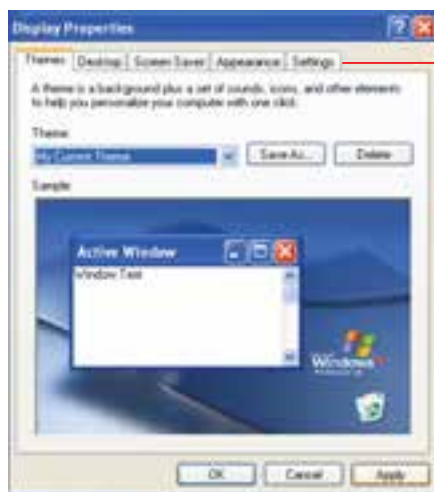 Display Properties
Themes Desktop Screen Saver Appearance Settings
A theme is a background plus a set of sounds, icons, and other elements
to help you personalize your computer with one click.
Theme:
My Current Theme Save As... Delete
Sample:
Active Window
Window Text
Windows
OK Cancel Apply